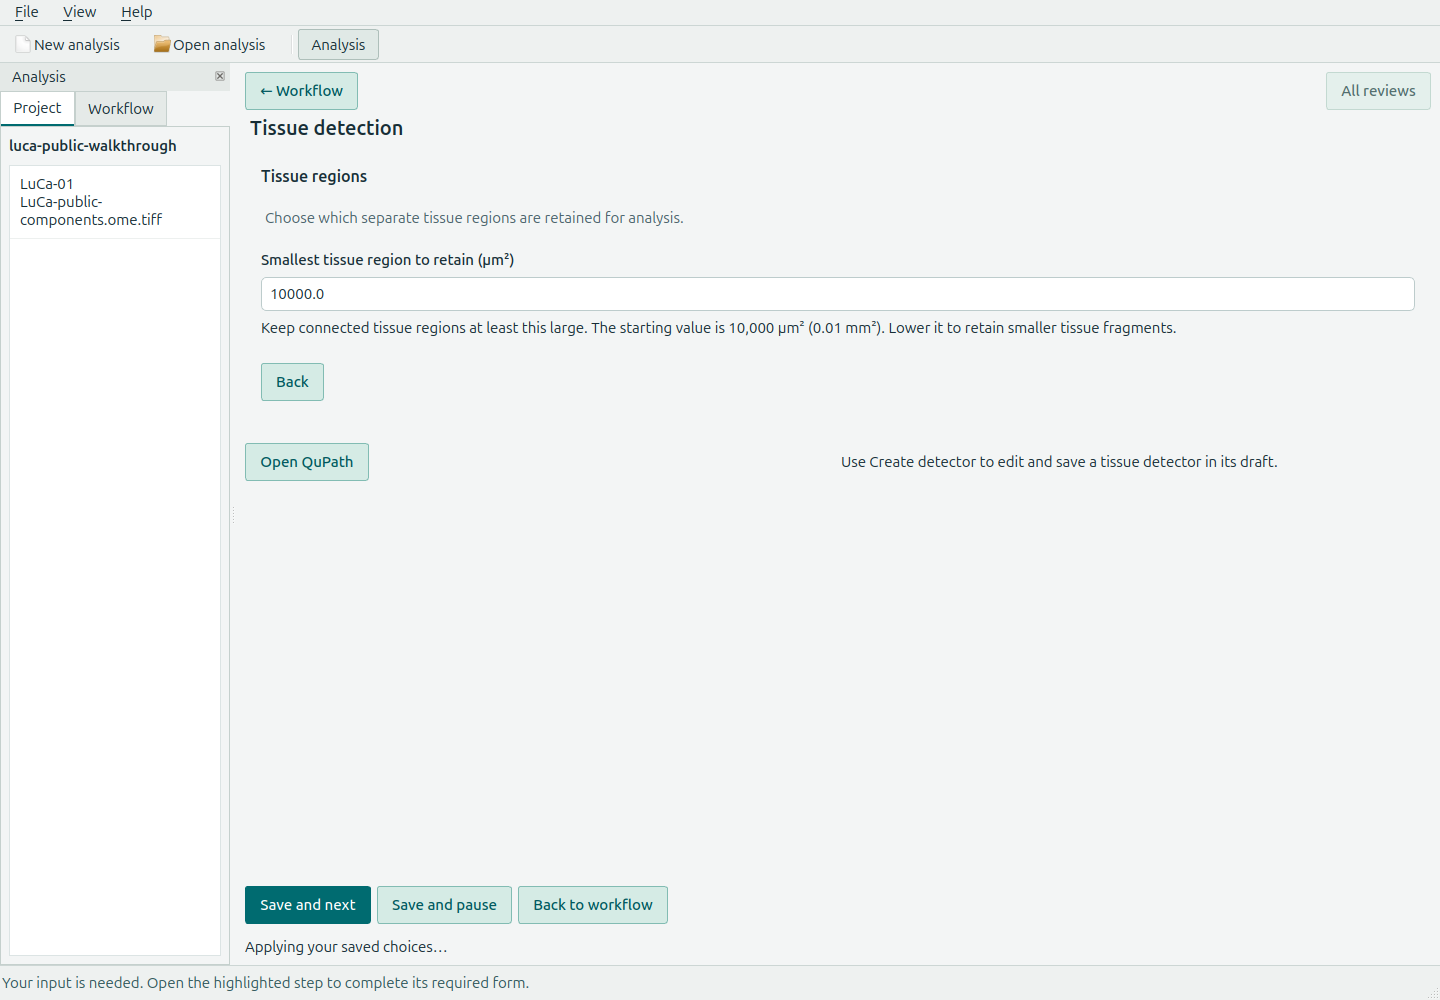 File View Help
New analysis Open analysis Analysis
Analysis
Project Workflow
luca-public-walkthrough
LuCa-01
LuCa-public-
components.ome.tiff
← Workflow
All reviews
Tissue detection
Tissue regions
Choose which separate tissue regions are retained for analysis.
Smallest tissue region to retain (µm²)
10000.0
Keep connected tissue regions at least this large. The starting value is 10,000 µm² (0.01 mm²). Lower it to retain smaller tissue fragments.
Back
Open QuPath
Use Create detector to edit and save a tissue detector in its draft.
Save and next Save and pause Back to workflow
Applying your saved choices…
Your input is needed. Open the highlighted step to complete its required form.